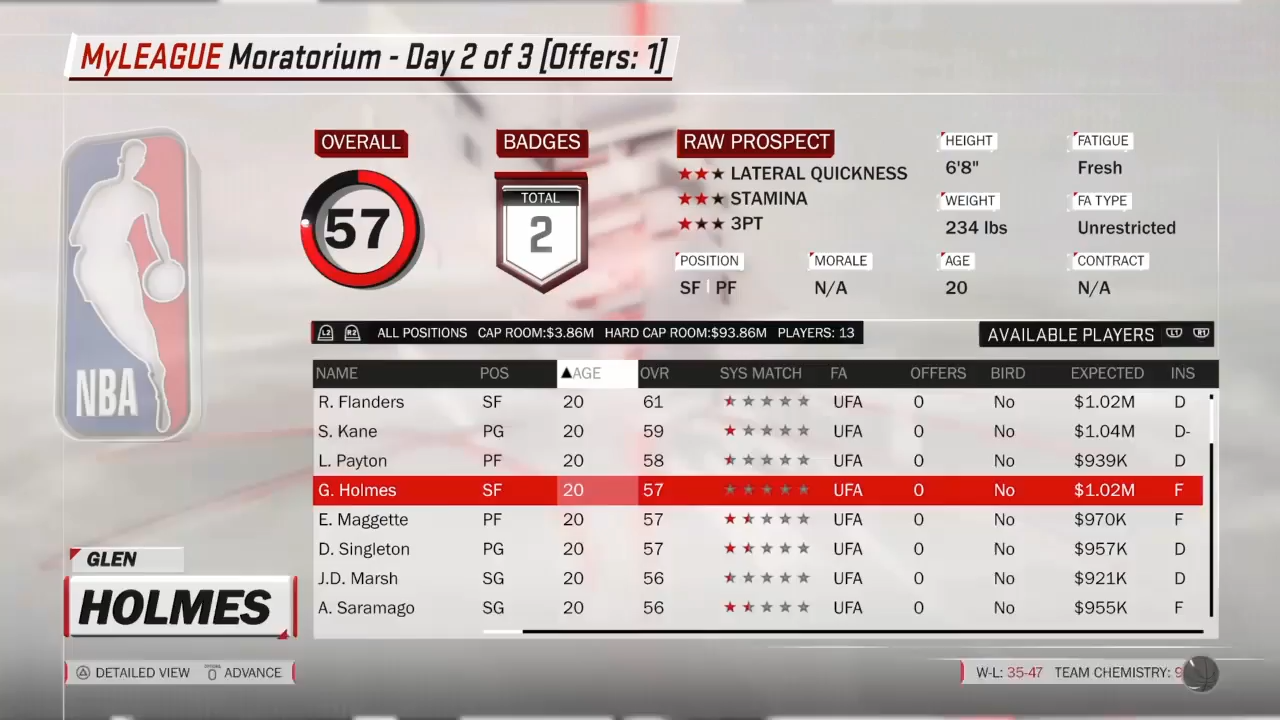 MyLEAGUE Moratorium - Day 2 of 3 [Offers: 1]
OVERALL
57
BADGES
TOTAL
2
RAW PROSPECT
LATERAL QUICKNESS
STAMINA
3PT
HEIGHT
6'8"
FATIGUE
Fresh
WEIGHT
234 lbs
FA TYPE
Unrestricted
POSITION
SF PF
MORALE
N/A
AGE
20
CONTRACT
N/A
NBA
L2 R2 ALL POSITIONS CAP ROOM:$3.86M HARD CAP ROOM:$93.86M PLAYERS: 13
AVAILABLE PLAYERS L1 R1
NAME POS AGE OVR SYS MATCH FA OFFERS BIRD EXPECTED INS
R. Flanders SF 20 61 UFA 0 No $1.02M D
S. Kane PG 20 59 UFA 0 No $1.04M D-
L. Payton PF 20 58 UFA 0 No $939K D
G. Holmes SF 20 57 UFA 0 No $1.02M F
E. Maggette PF 20 57 UFA 0 No $970K F
D. Singleton PG 20 57 UFA 0 No $957K D
J.D. Marsh SG 20 56 UFA 0 No $921K D
A. Saramago SG 20 56 UFA 0 No $955K F
GLEN
HOLMES
DETAILED VIEW ADVANCE
W-L: 35-47 TEAM CHEMISTRY: 9